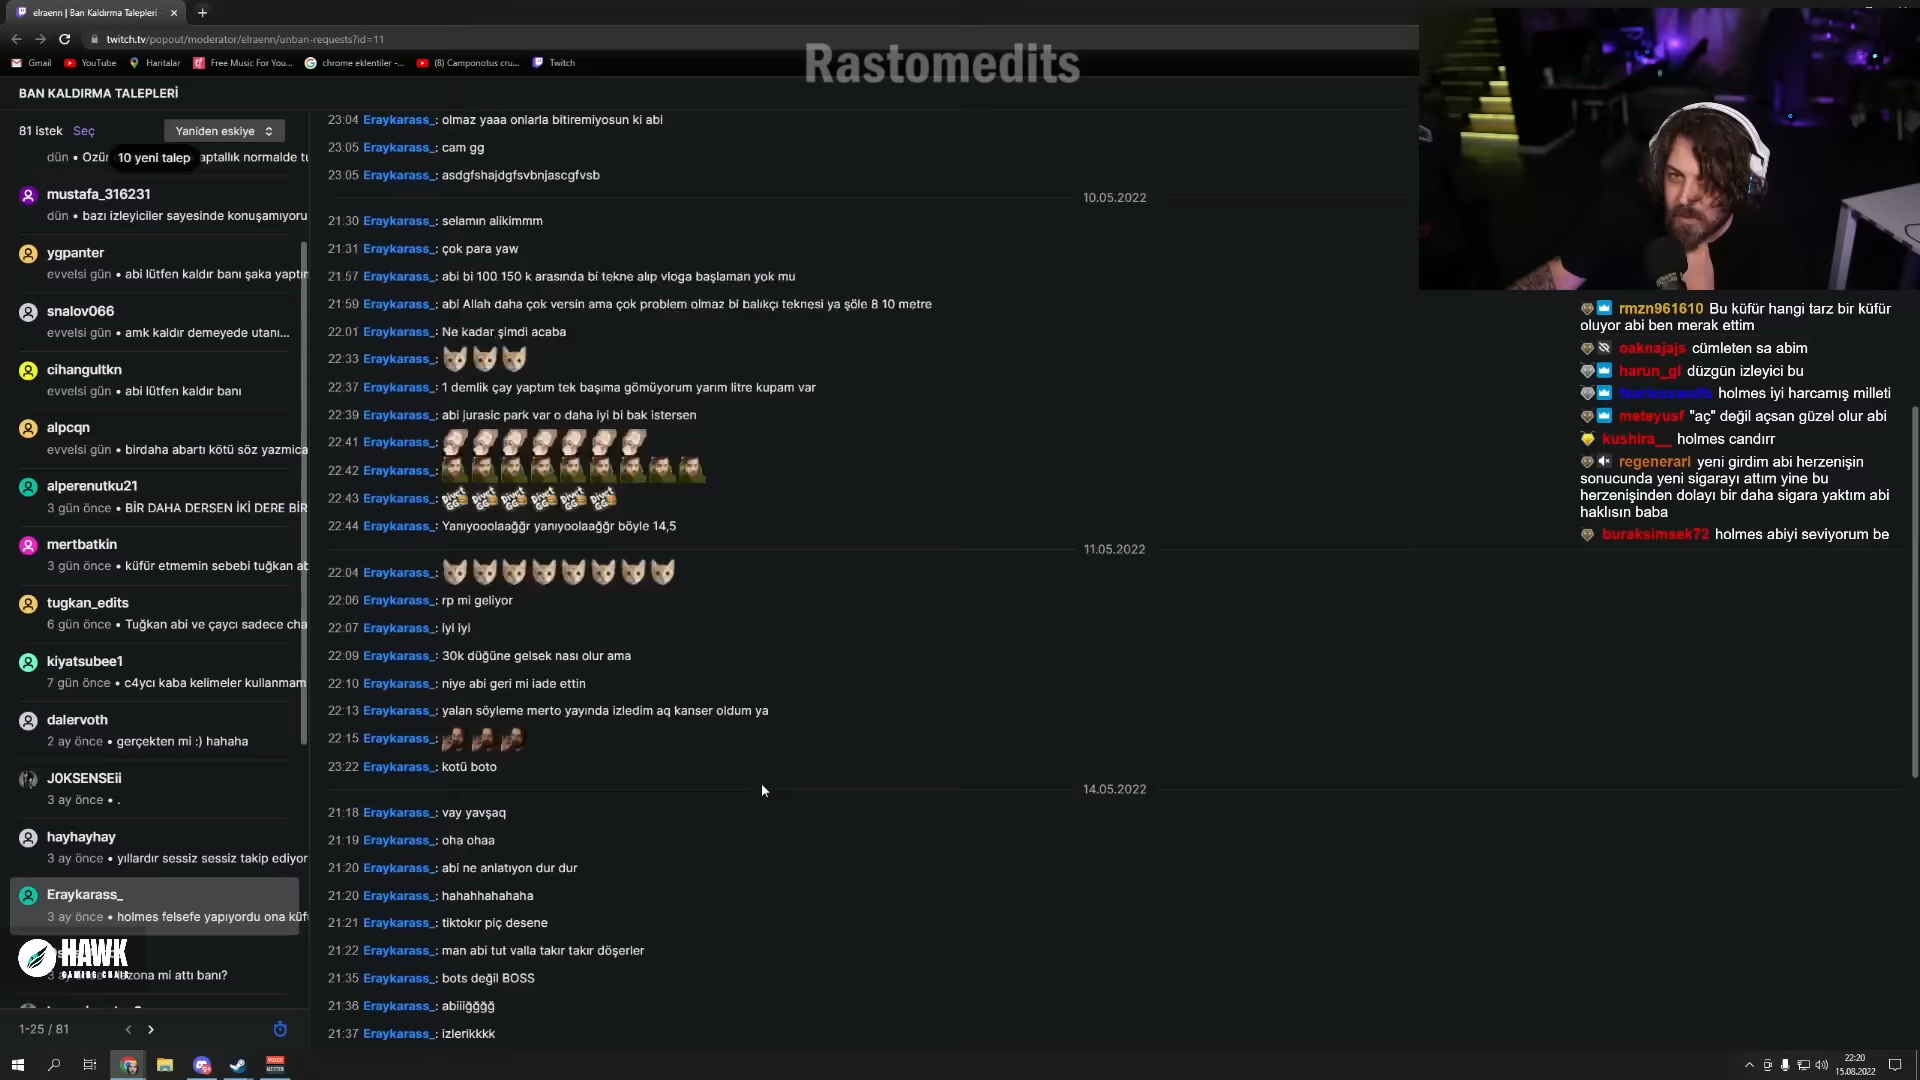 elraenn | Ban Kaldırma Talepleri
twitch.tv/popout/moderator/elraenn/unban-requests?id=11
Gmail
YouTube
Haritalar
Free Music For You...
chrome eklentiler -...
(8) Camponotus cru...
Twitch
Rastomedits
BAN KALDIRMA TALEPLERİ
81 istek Seç
Yaniden eskiye
10 yeni talep
mustafa_316231
dün • bazı izleyiciler sayesinde konuşamıyoru
ygpanter
evvelsi gün • abi lütfen kaldır banı şaka yaptir
snalov066
evvelsi gün • amk kaldır demeyede utanı...
cihangultkn
evvelsi gün • abi lütfen kaldır banı
alpcqn
evvelsi gün • birdaha abartı kötü söz yazmica
alperenutku21
3 gün önce • BİR DAHA DERSEN İKİ DERE BİR
mertbatkin
3 gün önce • küfür etmemin sebebi tuğkan ab
tugkan_edits
6 gün önce • Tuğkan abi ve çaycı sadece cha
kiyatsubee1
7 gün önce • c4ycı kaba kelimeler kullanmam
dalervoth
2 ay önce • gerçekten mi :) hahaha
J0KSENSEii
3 ay önce • .
hayhayhay
3 ay önce • yıllardır sessiz sessiz takip ediyor
Eraykarass_
3 ay önce • holmes felsefe yapıyordu ona küf
HAWK
GAMING CHAIR
mi attı banı?
1-25 / 81
23:04 Eraykarass_: olmaz yaaa onlarla bitiremiyosun ki abi
23:05 Eraykarass_: cam gg
23:05 Eraykarass_: asdgfshajdgfsvbnjascgfvsb
10.05.2022
21:30 Eraykarass_: selamın alikimmm
21:31 Eraykarass_: çok para yaw
21:57 Eraykarass_: abi bi 100 150 k arasında bi tekne alıp vloga başlaman yok mu
21:59 Eraykarass_: abi Allah daha çok versin ama çok problem olmaz bi balıkçı teknesi ya şöle 8 10 metre
22:01 Eraykarass_: Ne kadar şimdi acaba
22:33 Eraykarass_:
22:37 Eraykarass_: 1 demlik çay yaptım tek başıma gömüyorum yarım litre kupam var
22:39 Eraykarass_: abi jurasic park var o daha iyi bi bak istersen
22:41 Eraykarass_:
22:42 Eraykarass_:
22:43 Eraykarass_: Divet GG Divet GG Divet GG Divet GG Divet GG Divet GG
22:44 Eraykarass_: Yanıyooolaağğr yanıyoolaağğr böyle 14,5
11.05.2022
22:04 Eraykarass_:
22:06 Eraykarass_: rp mi geliyor
22:07 Eraykarass_: iyi iyi
22:09 Eraykarass_: 30k düğüne gelsek nası olur ama
22:10 Eraykarass_: niye abi geri mi iade ettin
22:13 Eraykarass_: yalan söyleme merto yayında izledim aq kanser oldum ya
22:15 Eraykarass_:
23:22 Eraykarass_: kotü boto
14.05.2022
21:18 Eraykarass_: vay yavşaq
21:19 Eraykarass_: oha ohaa
21:20 Eraykarass_: abi ne anlatıyon dur dur
21:20 Eraykarass_: hahahhahahaha
21:21 Eraykarass_: tiktokır piç desene
21:22 Eraykarass_: man abi tut valla takır takır döşerler
21:35 Eraykarass_: bots değil BOSS
21:36 Eraykarass_: abiiiğğğğ
21:37 Eraykarass_: izlerikkkk
rmzn961610 Bu küfür hangi tarz bir küfür
oluyor abi ben merak ettim
oaknajajs cümleten sa abim
harun_gf düzgün izleyici bu
holmes iyi harcamış milleti
meteyusf "aç" değil açsan güzel olur abi
kushira__ holmes candırr
regenerari yeni girdim abi herzenişin
sonucunda yeni sigarayı attım yine bu
herzenişinden dolayı bir daha sigara yaktım abi
haklısın baba
buraksimsek72 holmes abiyi seviyorum be
22:20
15.08.2022